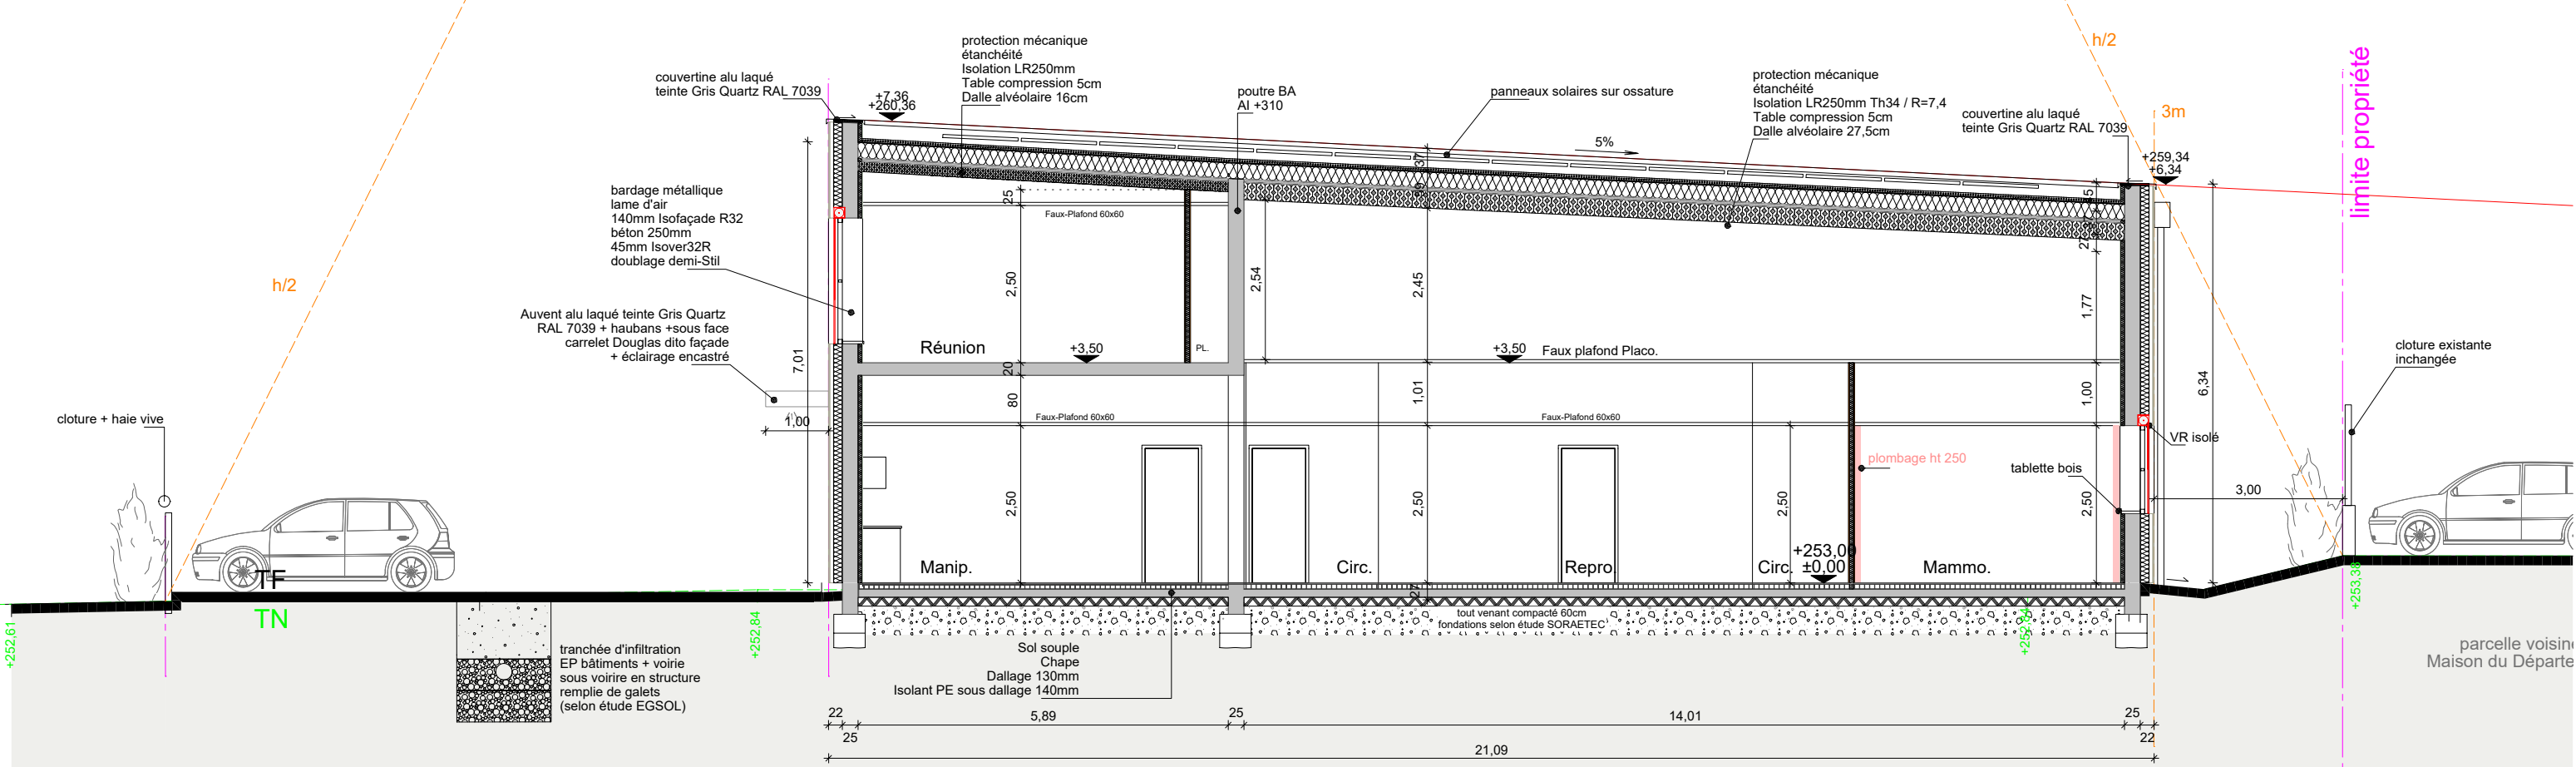 h/2
h/2
limite propriété
3m
protection mécanique
étanchéité
Isolation LR250mm
Table compression 5cm
Dalle alvéolaire 16cm
couvertine alu laqué
teinte Gris Quartz RAL 7039
+7,36
+260,36
poutre BA
AI +310
panneaux solaires sur ossature
protection mécanique
étanchéité
Isolation LR250mm Th34 / R=7,4
Table compression 5cm
Dalle alvéolaire 27,5cm
couvertine alu laqué
teinte Gris Quartz RAL 7039
5%
+259,34
+6,34
bardage métallique
lame d'air
140mm Isofaçade R32
béton 250mm
45mm Isover32R
doublage demi-Stil
Auvent alu laqué teinte Gris Quartz
RAL 7039 + haubans +sous face
carrelet Douglas dito façade
+ éclairage encastré
1,00
7,01
25
Faux-Plafond 60x60
2,50
Réunion
+3,50
PL.
20
80
Faux-Plafond 60x60
2,50
Manip.
2,54
37
2,45
+3,50
Faux plafond Placo.
1,01
Faux-Plafond 60x60
2,50
Circ.
Repro.
2,50
Circ.
+253,00
±0,00
plombage ht 250
Mammo.
1,77
1,00
2,50
tablette bois
VR isolé
6,34
3,00
cloture existante
inchangée
cloture + haie vive
TF
TN
+252,61
+252,84
27
tout venant compacté 60cm
fondations selon étude SORAETEC
+253,38
parcelle voisin
Maison du Départe
tranchée d'infiltration
EP bâtiments + voirie
sous voirire en structure
remplie de galets
(selon étude EGSOL)
Sol souple
Chape
Dallage 130mm
Isolant PE sous dallage 140mm
22
25
5,89
25
14,01
25
22
21,09